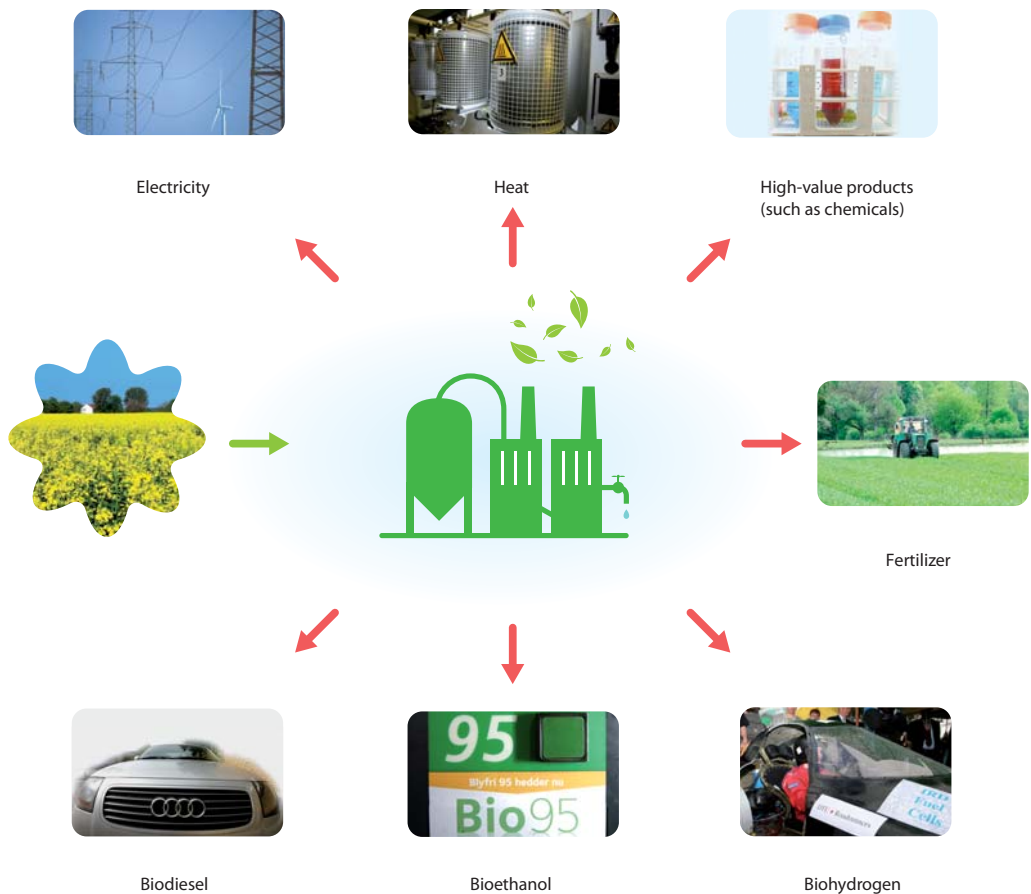 3
Electricity
Heat
High-value products
(such as chemicals)
Fertilizer
95
Blyfri 95 hedder nu
Bio95
Fuel
Cells
Biodiesel
Bioethanol
Biohydrogen